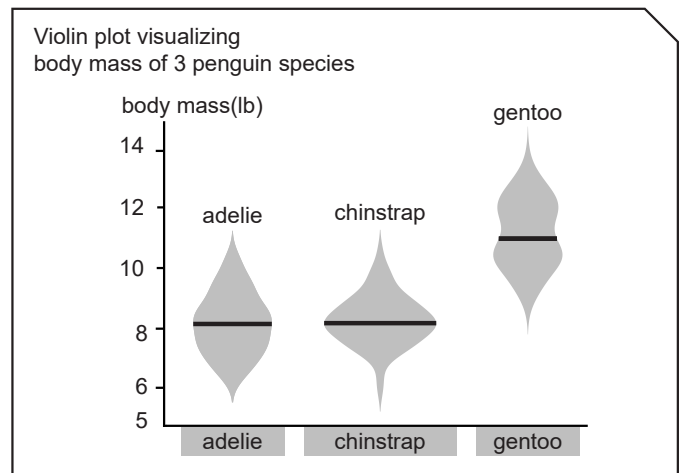 Violin plot visualizing
body mass of 3 penguin species
body mass(lb)
gentoo
14
12
adelie
chinstrap
10
8
6
5
adelie
chinstrap
gentoo